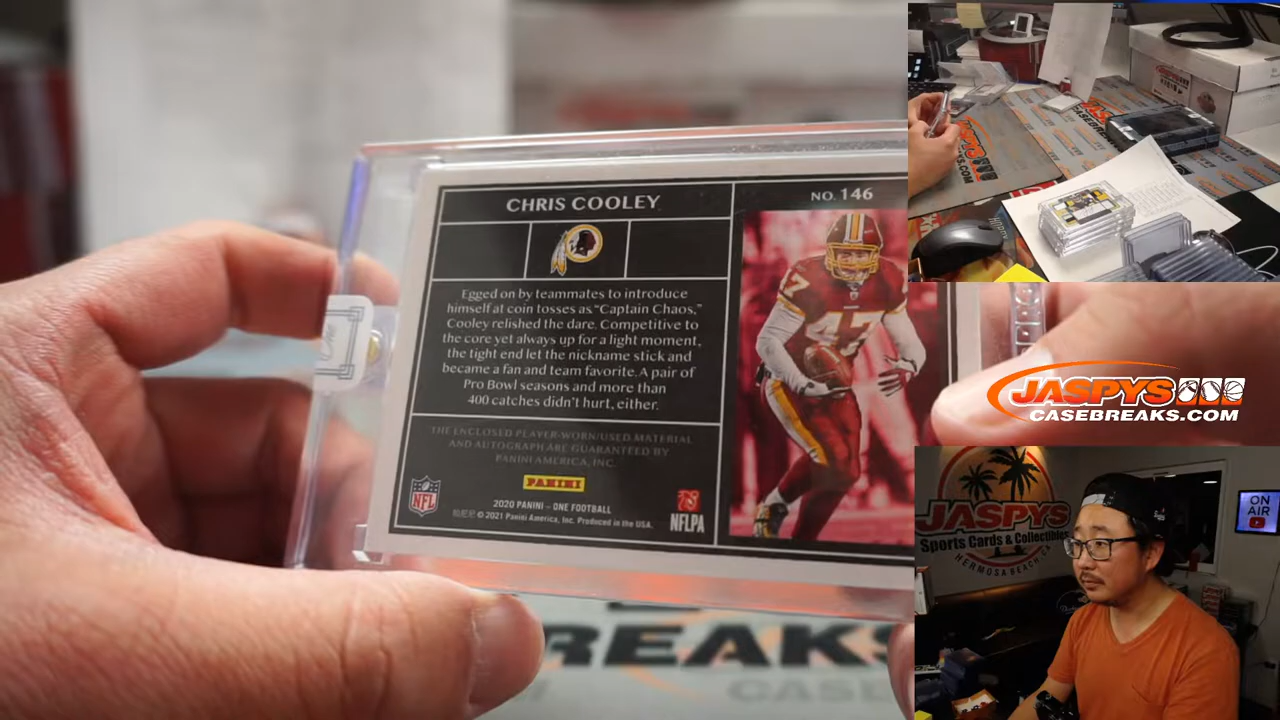 CHRIS COOLEY
NO. 146
Egged on by teammates to introduce
himself at coin tosses as "Captain Chaos,"
Cooley relished the dare. Competitive to
the core yet always up for a light moment,
the tight end let the nickname stick and
became a fan and team favorite. A pair of
Pro Bowl seasons and more than
400 catches didn't hurt, either.
THE ENCLOSED PLAYER-WORN/USED MATERIAL
AND AUTOGRAPH ARE GUARANTEED BY
PANINI AMERICA, INC.
PANINI
NFL
2020 PANINI – ONE FOOTBALL
© 2021 Panini America, Inc. Produced in the USA.
NFLPA
47
REAKS
CASE
JASPYS
CASEBREAKS.COM
JASPYS
Sports Cards & Collectibles
HERMOSA BEACH, CA
ON
AIR